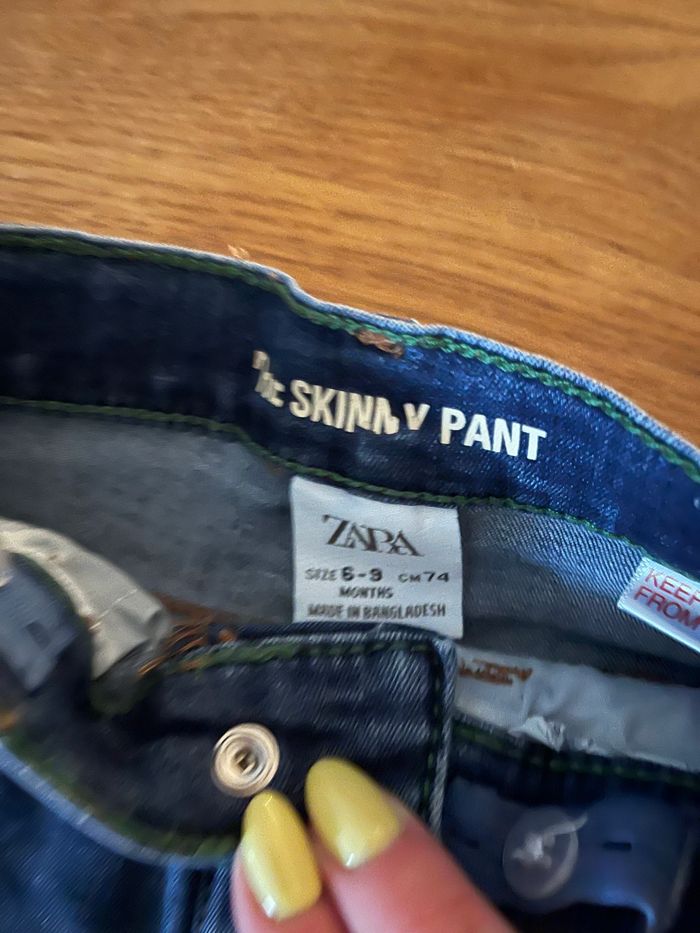 THE SKINNY PANT
ZARA
SIZE 6-9 CM 74
MONTHS
MADE IN BANGLADESH
KEEP
FROM